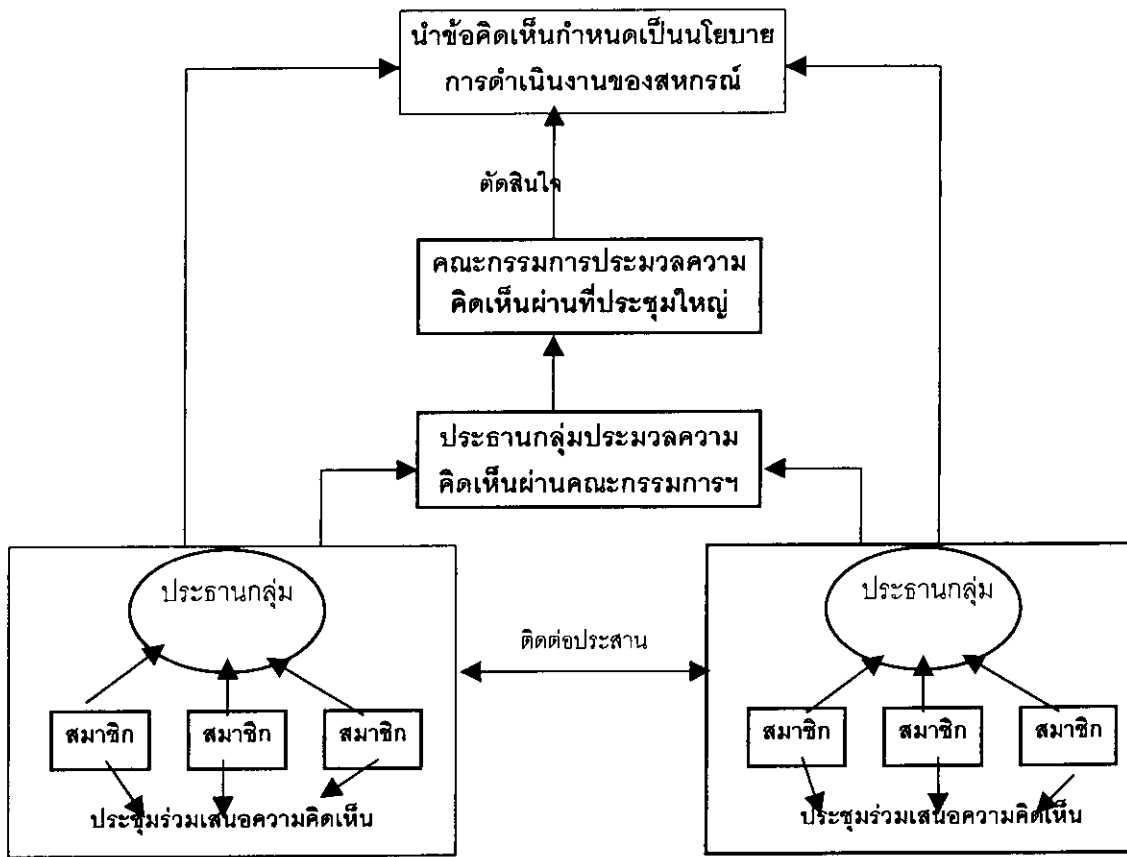 นำข้อคิดเห็นกำหนดเป็นนโยบาย
การดำเนินงานของสหกรณ์
ตัดสินใจ
คณะกรรมการประมวลความ
คิดเห็นผ่านที่ประชุมใหญ่
ประธานกลุ่มประมวลความ
คิดเห็นผ่านคณะกรรมการฯ
ประธานกลุ่ม
ประธานกลุ่ม
ติดต่อประสาน
สมาชิก สมาชิก สมาชิก
สมาชิก สมาชิก สมาชิก
ประชุมร่วมเสนอความคิดเห็น
ประชุมร่วมเสนอความคิดเห็น